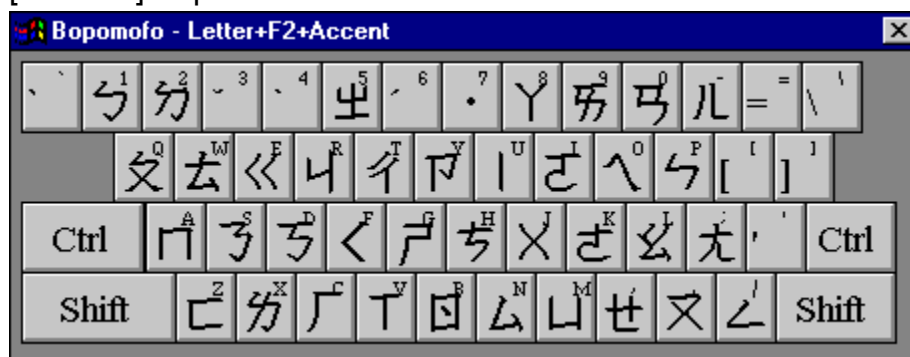 Bopomofo - Letter+F2+Accent
ˋ ` ㄅ 1 ㄉ 2 ˇ 3 ˋ 4 ㄓ 5 ˊ 6 ˙ 7 ㄚ 8 ㄞ 9 ㄢ 0 ㄦ - = = \ \
ㄆ Q ㄊ W ㄍ E ㄐ R ㄔ T ㄗ Y ㄧ U ㄛ I ㄟ O ㄣ P [ [ ] ]
Ctrl ㄇ A ㄋ S ㄎ D ㄑ F ㄕ G ㄘ H ㄨ J ㄜ K ㄠ L ㄤ ; ' ' Ctrl
Shift ㄈ Z ㄌ X ㄏ C ㄒ V ㄖ B ㄙ N ㄩ M ㄝ , ㄡ . ㄥ / Shift